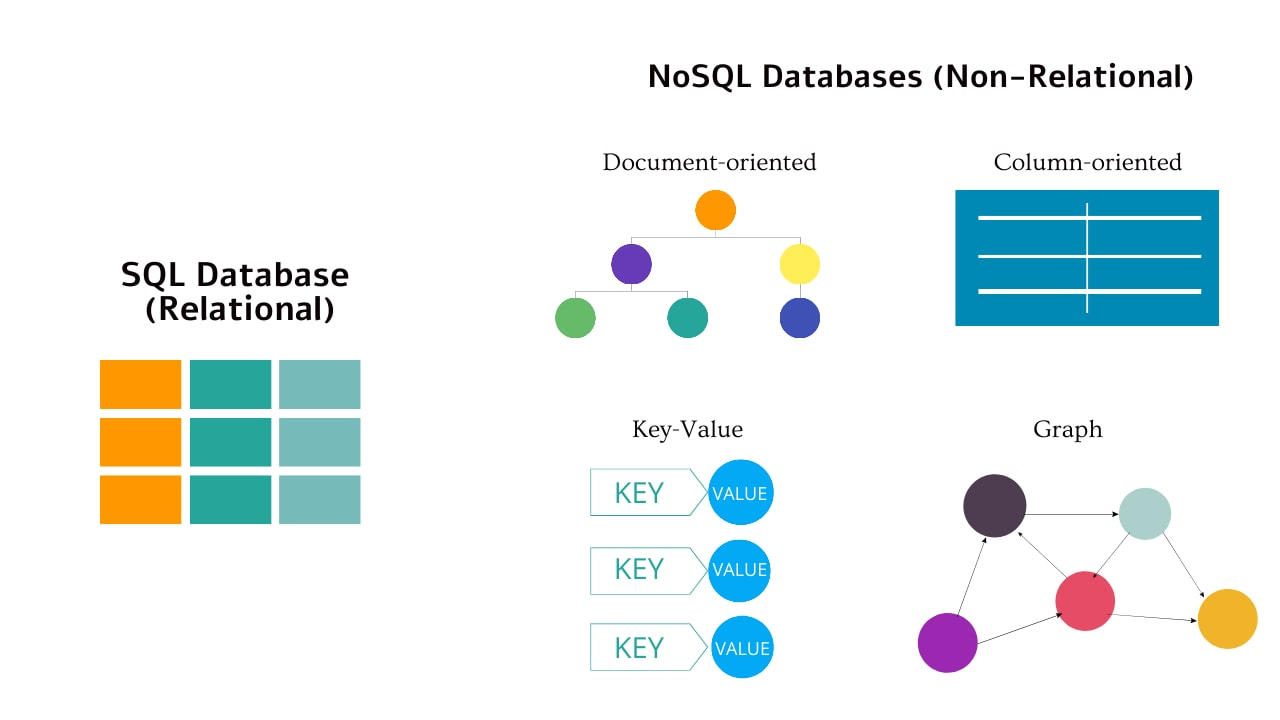 NoSQL Databases (Non-Relational)
Document-oriented
Column-oriented
SQL Database
(Relational)
Key-Value
Graph
KEY VALUE
KEY VALUE
KEY VALUE